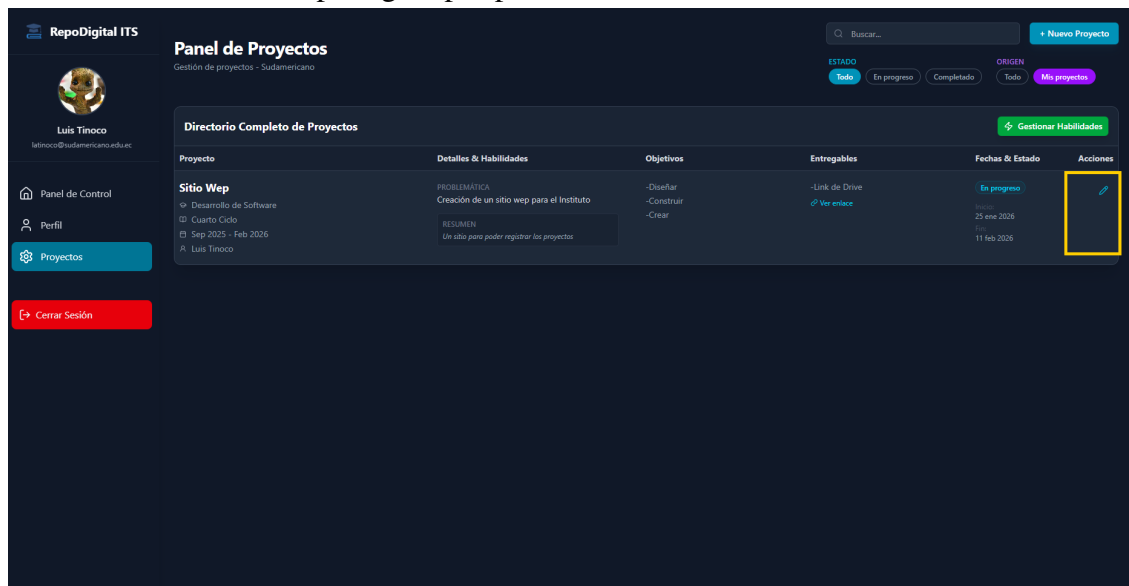 RepoDigital ITS
Luis Tinoco
latinoco@sudamericano.edu.ec
Panel de Control
Perfil
Proyectos
Cerrar Sesión
Panel de Proyectos
Gestión de proyectos - Sudamericano
Buscar...
+ Nuevo Proyecto
ESTADO
Todo En progreso Completado
ORIGEN
Todo Mis proyectos
Directorio Completo de Proyectos
Gestionar Habilidades
Proyecto Detalles & Habilidades Objetivos Entregables Fechas & Estado Acciones
Sitio Wep
Desarrollo de Software
Cuarto Ciclo
Sep 2025 - Feb 2026
Luis Tinoco
PROBLEMÁTICA
Creación de un sitio wep para el Instituto
RESUMEN
Un sitio para poder registrar los proyectos
-Diseñar
-Construir
-Crear
-Link de Drive
Ver enlace
En progreso
25 ene 2026
Fin:
11 feb 2026